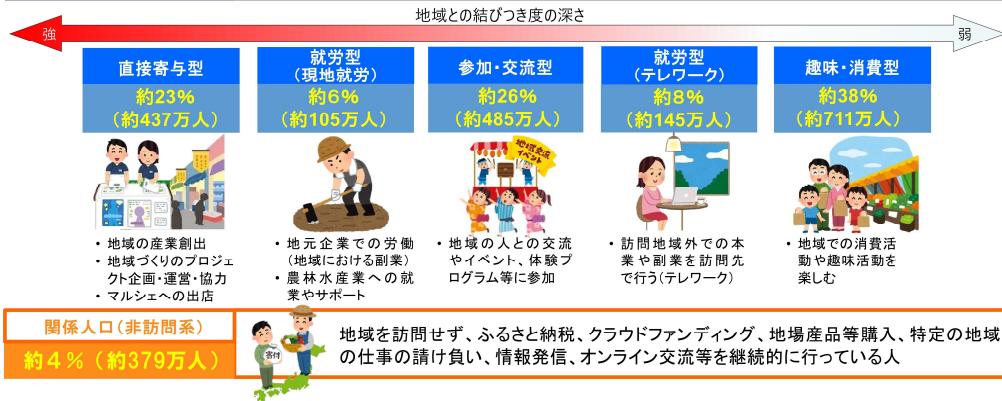 地域との結びつき度の深さ
強
弱
直接寄与型
約23%
(約437万人)
就労型
(現地就労)
約6%
(約105万人)
参加・交流型
約26%
(約485万人)
就労型
(テレワーク)
約8%
(約145万人)
趣味・消費型
約38%
(約711万人)
地域交流
イベント
・地域の産業創出
・地域づくりのプロジェ
クト企画・運営・協力
・マルシェへの出店
・地元企業での労働
(地域における副業)
・農林水産業への就
業やサポート
・地域の人との交流
やイベント、体験プ
ログラム等に参加
・訪問地域外での本
業や副業を訪問先
で行う(テレワーク)
・地域での消費活
動や趣味活動を
楽しむ
関係人口(非訪問系)
約4%(約379万人)
寄付
地域を訪問せず、ふるさと納税、クラウドファンディング、地場産品等購入、特定の地域
の仕事の請け負い、情報発信、オンライン交流等を継続的に行っている人